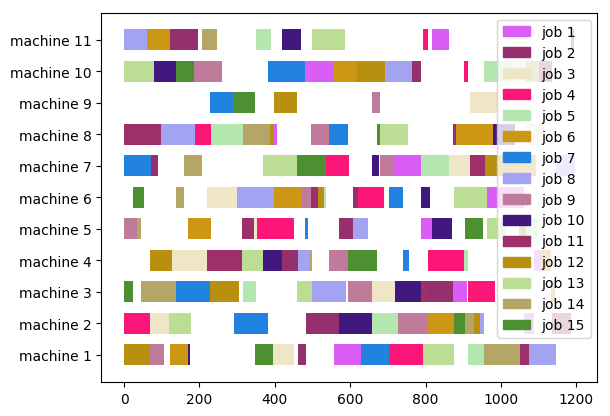 machine 11
machine 10
machine 9
machine 8
machine 7
machine 6
machine 5
machine 4
machine 3
machine 2
machine 1
0
200
400
600
800
1000
1200
job 1
job 2
job 3
job 4
job 5
job 6
job 7
job 8
job 9
job 10
job 11
job 12
job 13
job 14
job 15